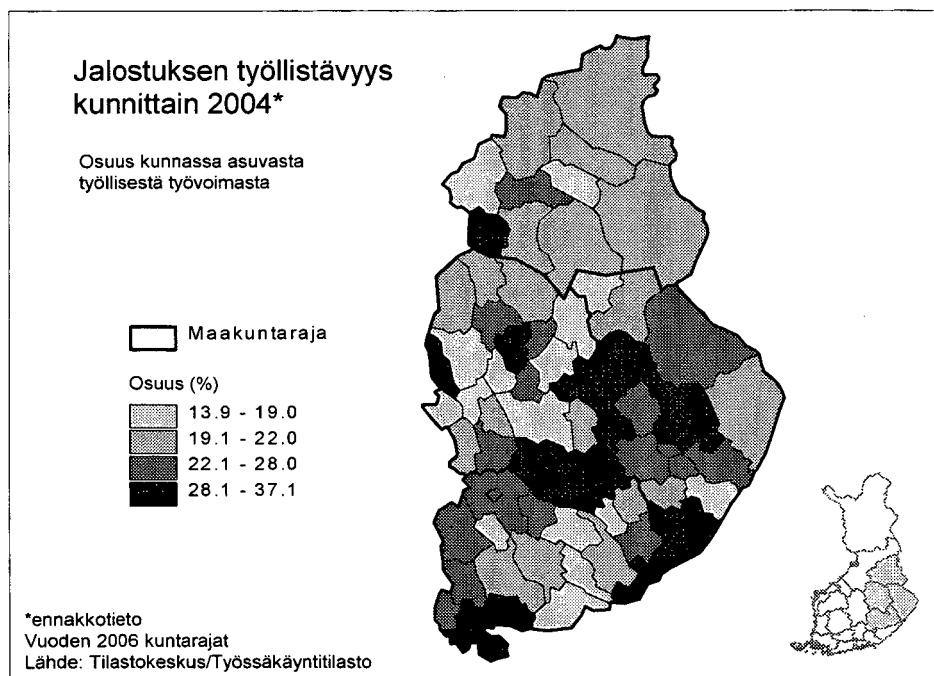 Jalostuksen työllistävyys
kunnittain 2004*
Osuus kunnassa asuvasta
työllisestä työvoimasta
Maakuntaraja
Osuus (%)
13.9 - 19.0
19.1 - 22.0
22.1 - 28.0
28.1 - 37.1
*ennakkotieto
Vuoden 2006 kuntarajat
Lähde: Tilastokeskus/Työssäkäyntitilasto